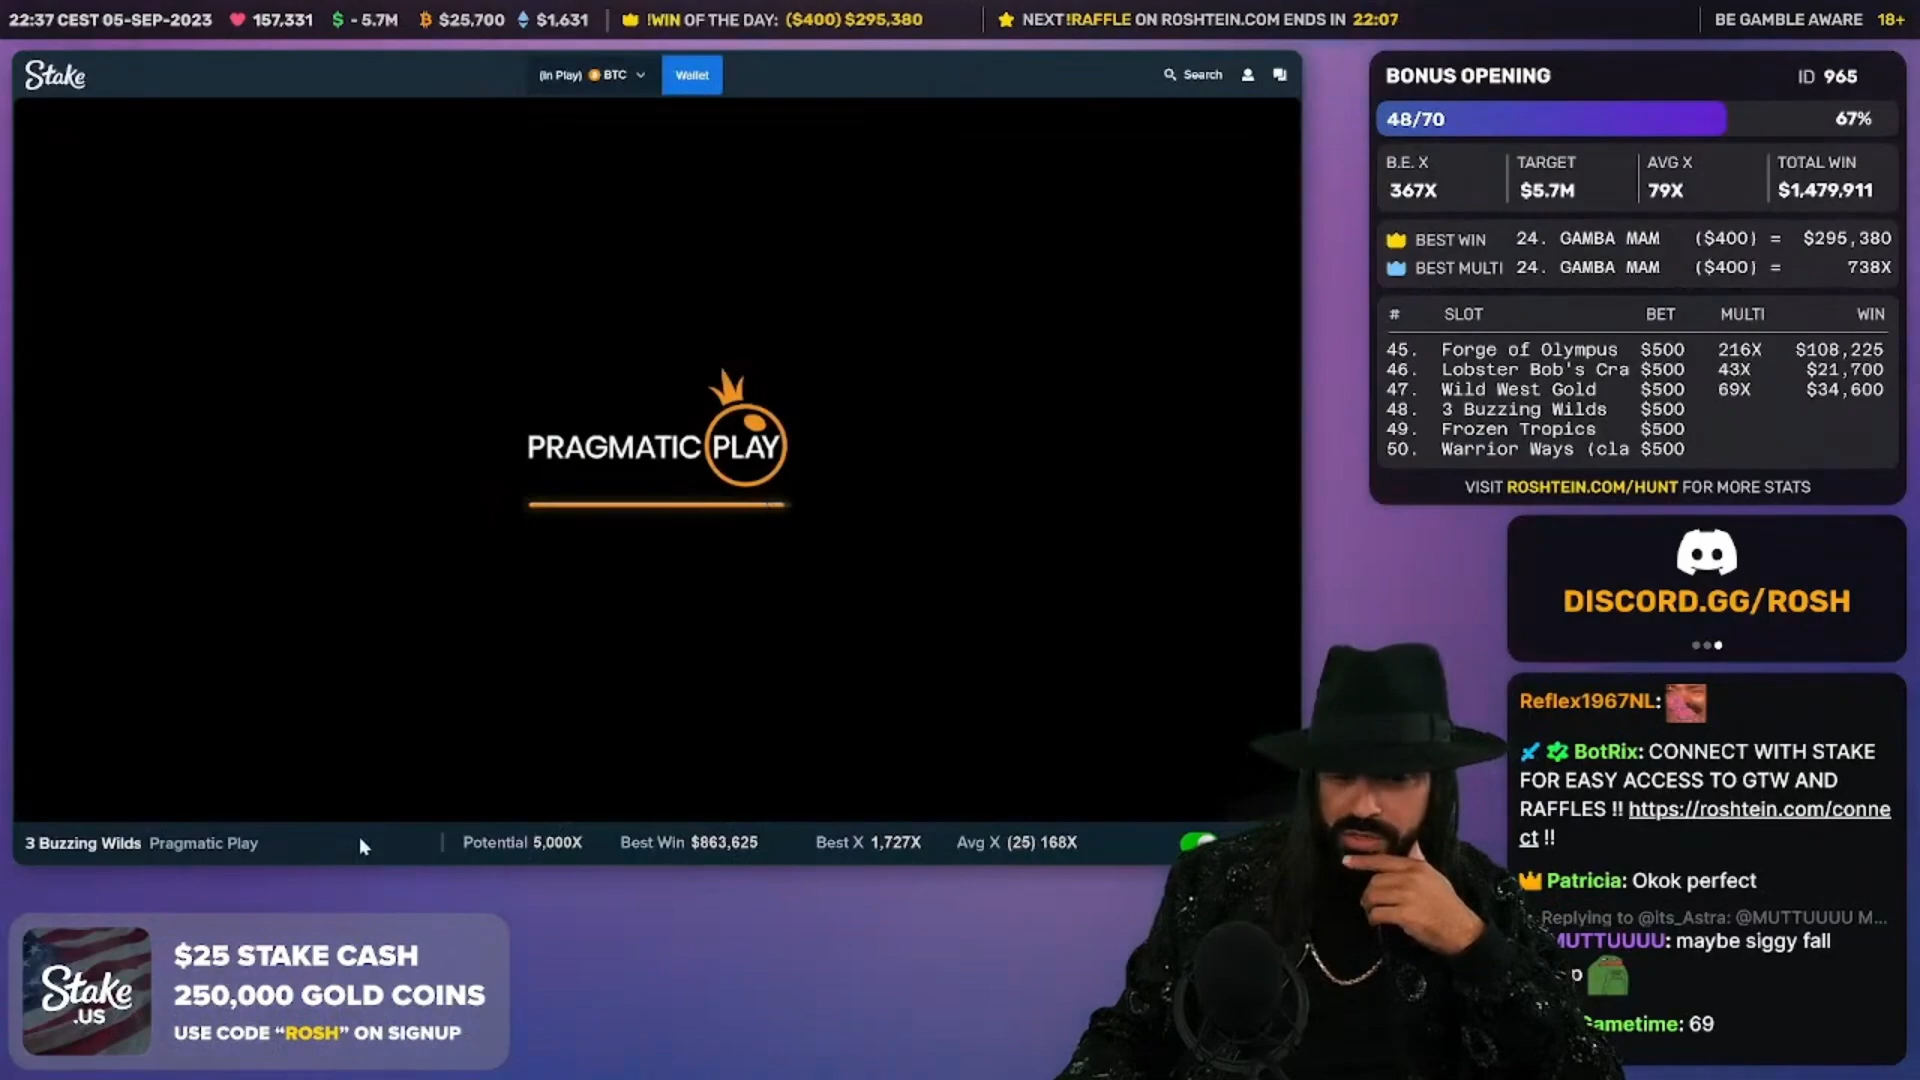 22:37 CEST 05-SEP-2023 157,331 $ - 5.7M $25,700 $1,631 !WIN OF THE DAY: ($400) $295,380 NEXT !RAFFLE ON ROSHTEIN.COM ENDS IN 22:07 BE GAMBLE AWARE 18+
Stake (In Play) BTC Wallet Search
PRAGMATIC PLAY
3 Buzzing Wilds Pragmatic Play Potential 5,000X Best Win $863,625 Best X 1,727X Avg X (25) 168X
BONUS OPENING ID 965
48/70 67%
B.E. X TARGET AVG X TOTAL WIN
367X $5.7M 79X $1,479,911
BEST WIN 24. GAMBA MAM ($400) = $295,380
BEST MULTI 24. GAMBA MAM ($400) = 738X
# SLOT BET MULTI WIN
45. Forge of Olympus $500 216X $108,225
46. Lobster Bob's Cra $500 43X $21,700
47. Wild West Gold $500 69X $34,600
48. 3 Buzzing Wilds $500
49. Frozen Tropics $500
50. Warrior Ways (cla $500
VISIT ROSHTEIN.COM/HUNT FOR MORE STATS
DISCORD.GG/ROSH
Reflex1967NL:
BotRix: CONNECT WITH STAKE
FOR EASY ACCESS TO GTW AND
RAFFLES !! https://roshtein.com/conne
ct !!
Patricia: Okok perfect
Replying to @its_Astra: @MUTTUUUU M...
MUTTUUUU: maybe siggy fall
Gametime: 69
Stake
.US
$25 STAKE CASH
250,000 GOLD COINS
USE CODE “ROSH” ON SIGNUP